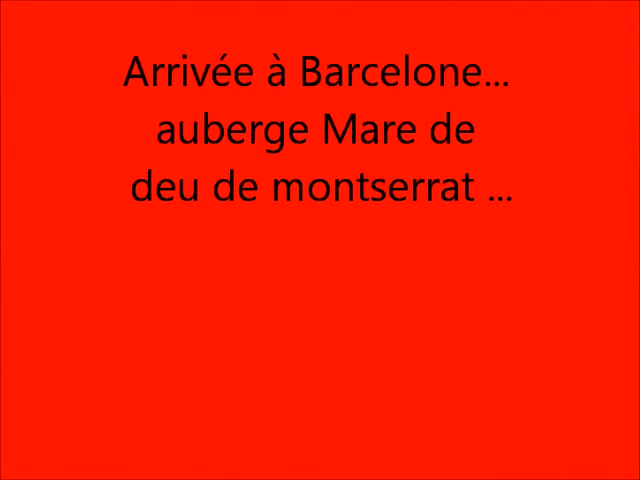 Arrivée à Barcelone...
auberge Mare de
deu de montserrat ...